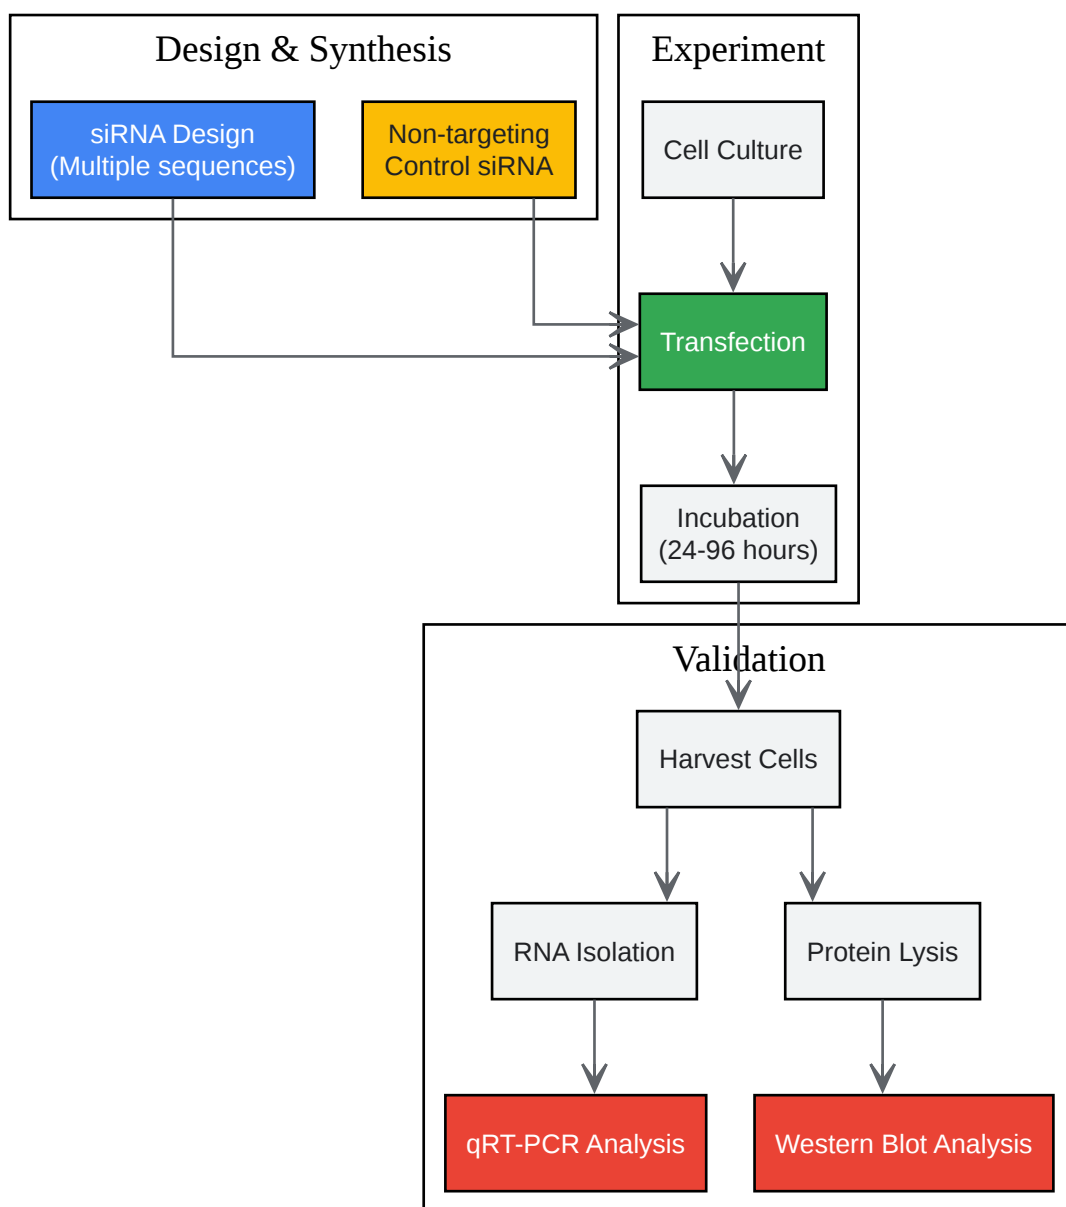 Design & Synthesis
siRNA Design
(Multiple sequences)
Non-targeting
Control siRNA
Experiment
Cell Culture
Transfection
Incubation
(24-96 hours)
Validation
Harvest Cells
RNA Isolation
Protein Lysis
qRT-PCR Analysis
Western Blot Analysis